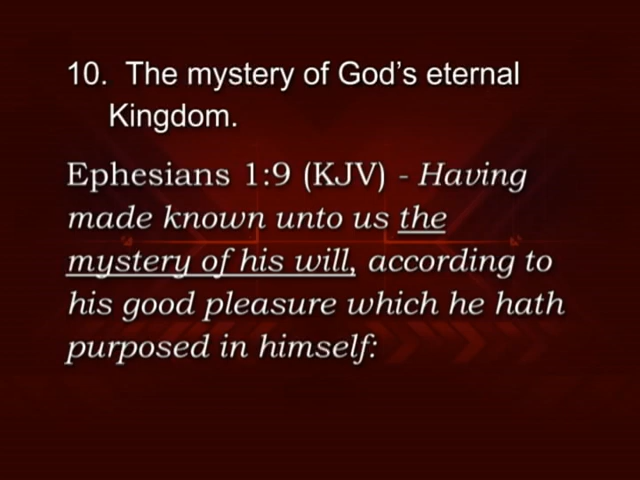 10. The mystery of God's eternal
Kingdom.
Ephesians 1:9 (KJV) - Having
made known unto us the
mystery of his will, according to
his good pleasure which he hath
purposed in himself: